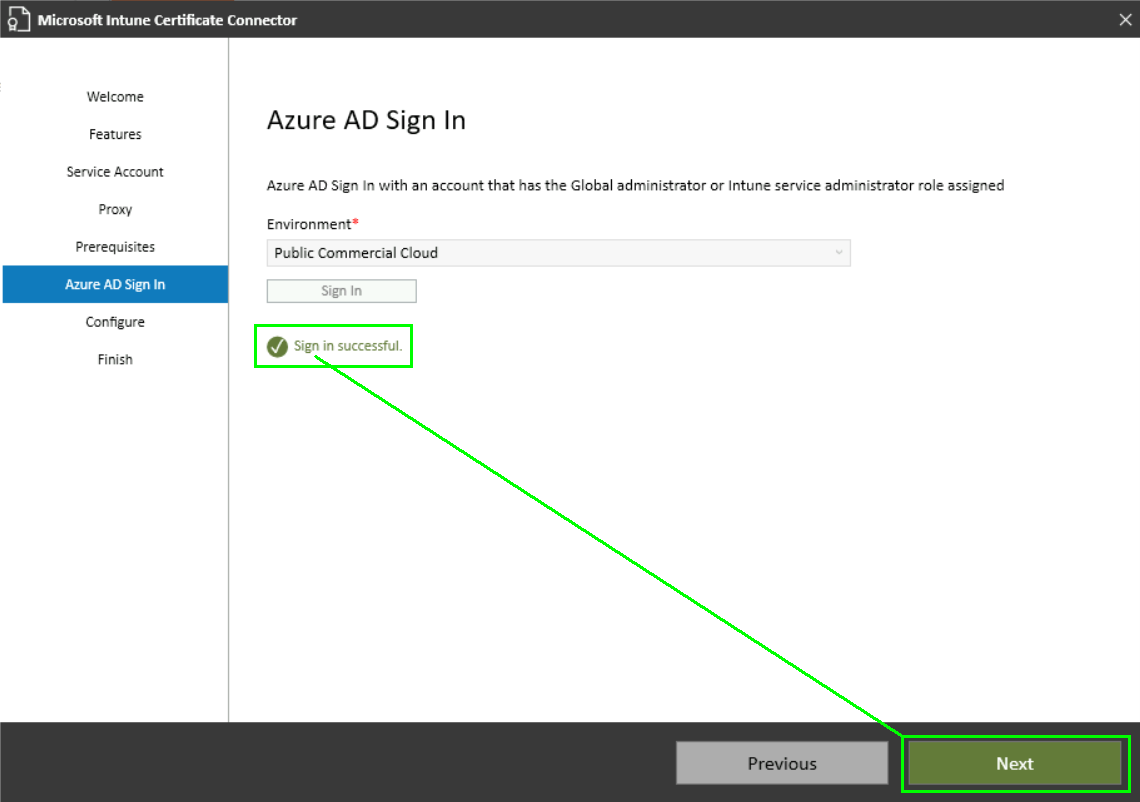 Microsoft Intune Certificate Connector
Welcome
Features
Service Account
Proxy
Prerequisites
Azure AD Sign In
Configure
Finish
Azure AD Sign In
Azure AD Sign In with an account that has the Global administrator or Intune service administrator role assigned
Environment*
Public Commercial Cloud
Sign In
Sign in successful.
Previous
Next